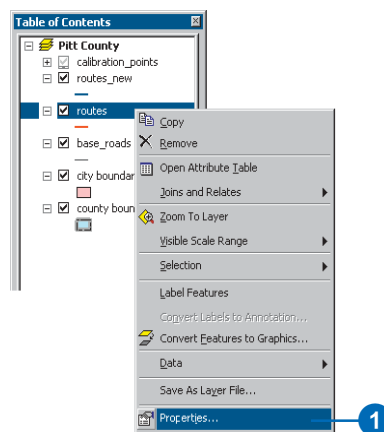 Table of Contents
Pitt County
calibration_points
routes_new
routes
base_roads
city boundar
county boun
Copy
Remove
Open Attribute Table
Joins and Relates
Zoom To Layer
Visible Scale Range
Selection
Label Features
Convert Labels to Annotation...
Convert Features to Graphics...
Data
Save As Layer File...
Properties...
1